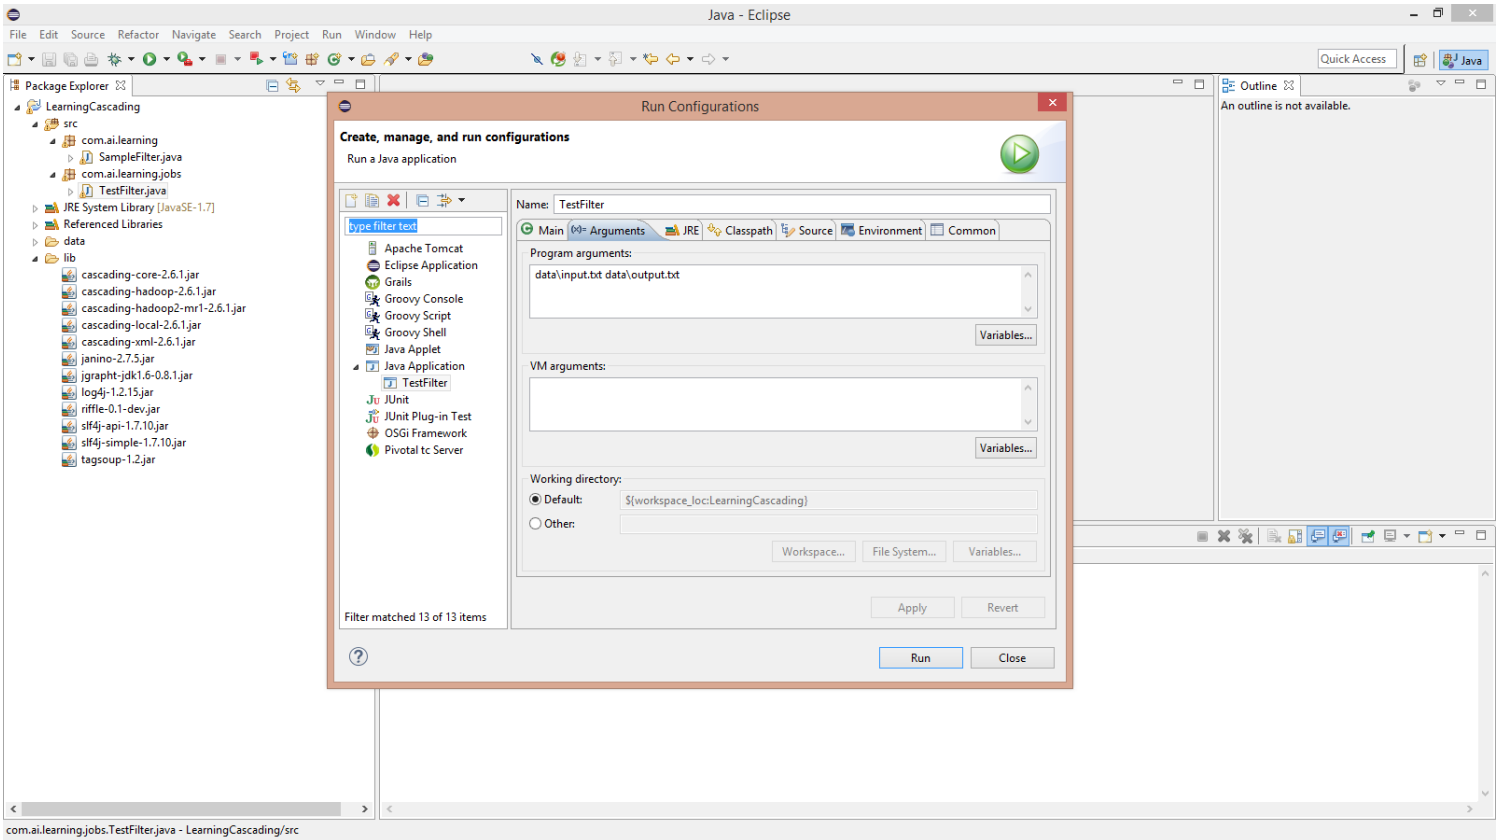 Java - Eclipse
File Edit Source Refactor Navigate Search Project Run Window Help
Quick Access
Java
Package Explorer
LearningCascading
src
com.ai.learning
SampleFilter.java
com.ai.learning.jobs
TestFilter.java
JRE System Library [JavaSE-1.7]
Referenced Libraries
data
lib
cascading-core-2.6.1.jar
cascading-hadoop-2.6.1.jar
cascading-hadoop2-mr1-2.6.1.jar
cascading-local-2.6.1.jar
cascading-xml-2.6.1.jar
janino-2.7.5.jar
jgrapht-jdk1.6-0.8.1.jar
log4j-1.2.15.jar
riffle-0.1-dev.jar
slf4j-api-1.7.10.jar
slf4j-simple-1.7.10.jar
tagsoup-1.2.jar
Run Configurations
Create, manage, and run configurations
Run a Java application
type filter text
Apache Tomcat
Eclipse Application
Grails
Groovy Console
Groovy Script
Groovy Shell
Java Applet
Java Application
TestFilter
JUnit
JUnit Plug-in Test
OSGi Framework
Pivotal tc Server
Filter matched 13 of 13 items
Name: TestFilter
Main (x)= Arguments JRE Classpath Source Environment Common
Program arguments:
data\input.txt data\output.txt
Variables...
VM arguments:
Variables...
Working directory:
Default: ${workspace_loc:LearningCascading}
Other:
Workspace... File System... Variables...
Apply Revert
Run Close
Outline
An outline is not available.
com.ai.learning.jobs.TestFilter.java - LearningCascading/src